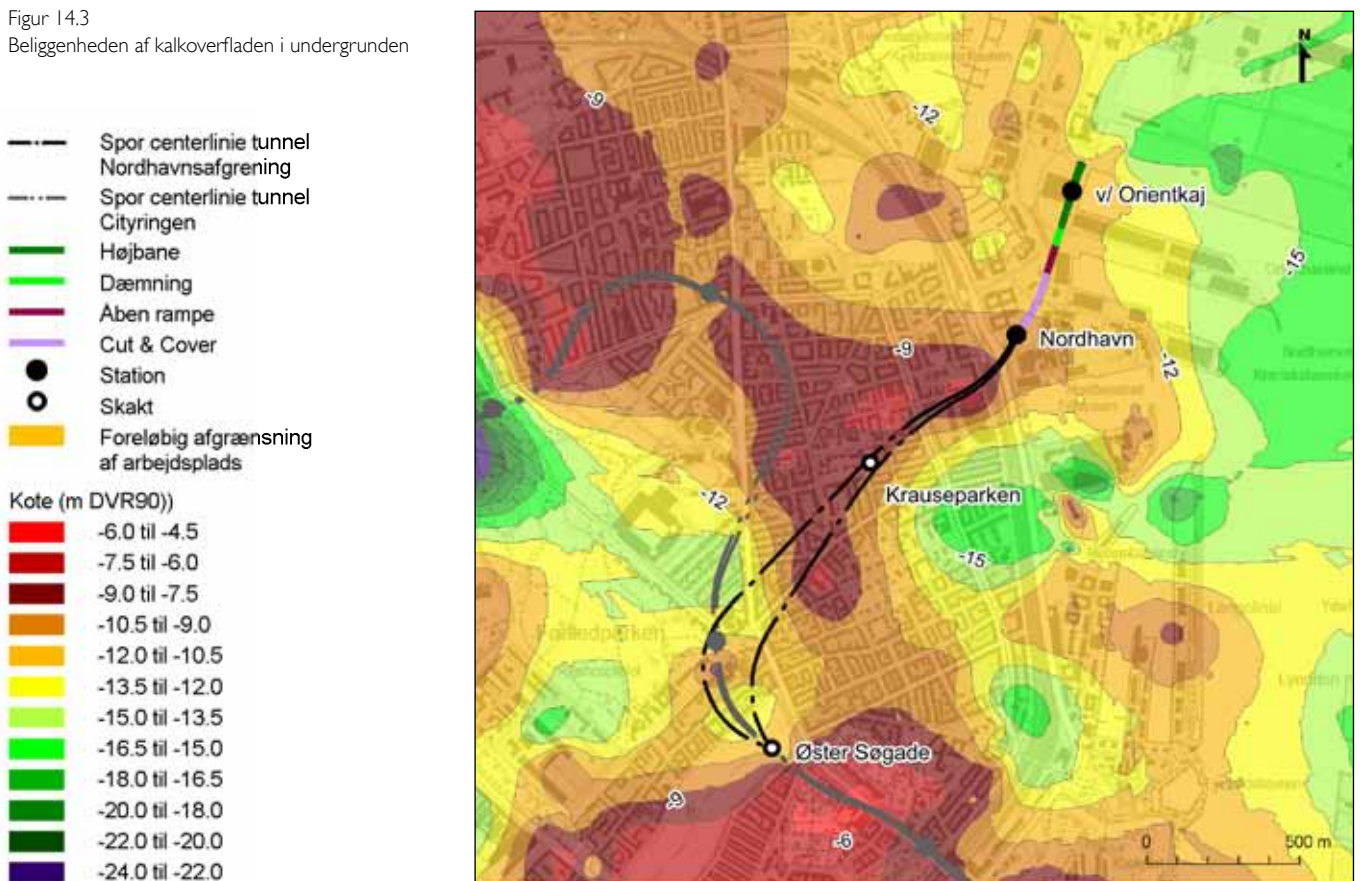 Figur 14.3
Beliggenheden af kalkoverfladen i undergrunden
Spor centerlinie tunnel
Nordhavnsafgrening
Spor centerlinie tunnel
Cityringen
Højbane
Dæmning
Åben rampe
Cut & Cover
Station
Skakt
Foreløbig afgrænsning
af arbejdsplads
Kote (m DVR90))
-6.0 til -4.5
-7.5 til -6.0
-9.0 til -7.5
-10.5 til -9.0
-12.0 til -10.5
-13.5 til -12.0
-15.0 til -13.5
-16.5 til -15.0
-18.0 til -16.5
-20.0 til -18.0
-22.0 til -20.0
-24.0 til -22.0
N
-9
-12
v/ Orientkaj
-15
Nordhavn
-9
-12
Krauseparken
-12
-15
Fælledparken
Øster Søgade
-9
-6
0
500 m